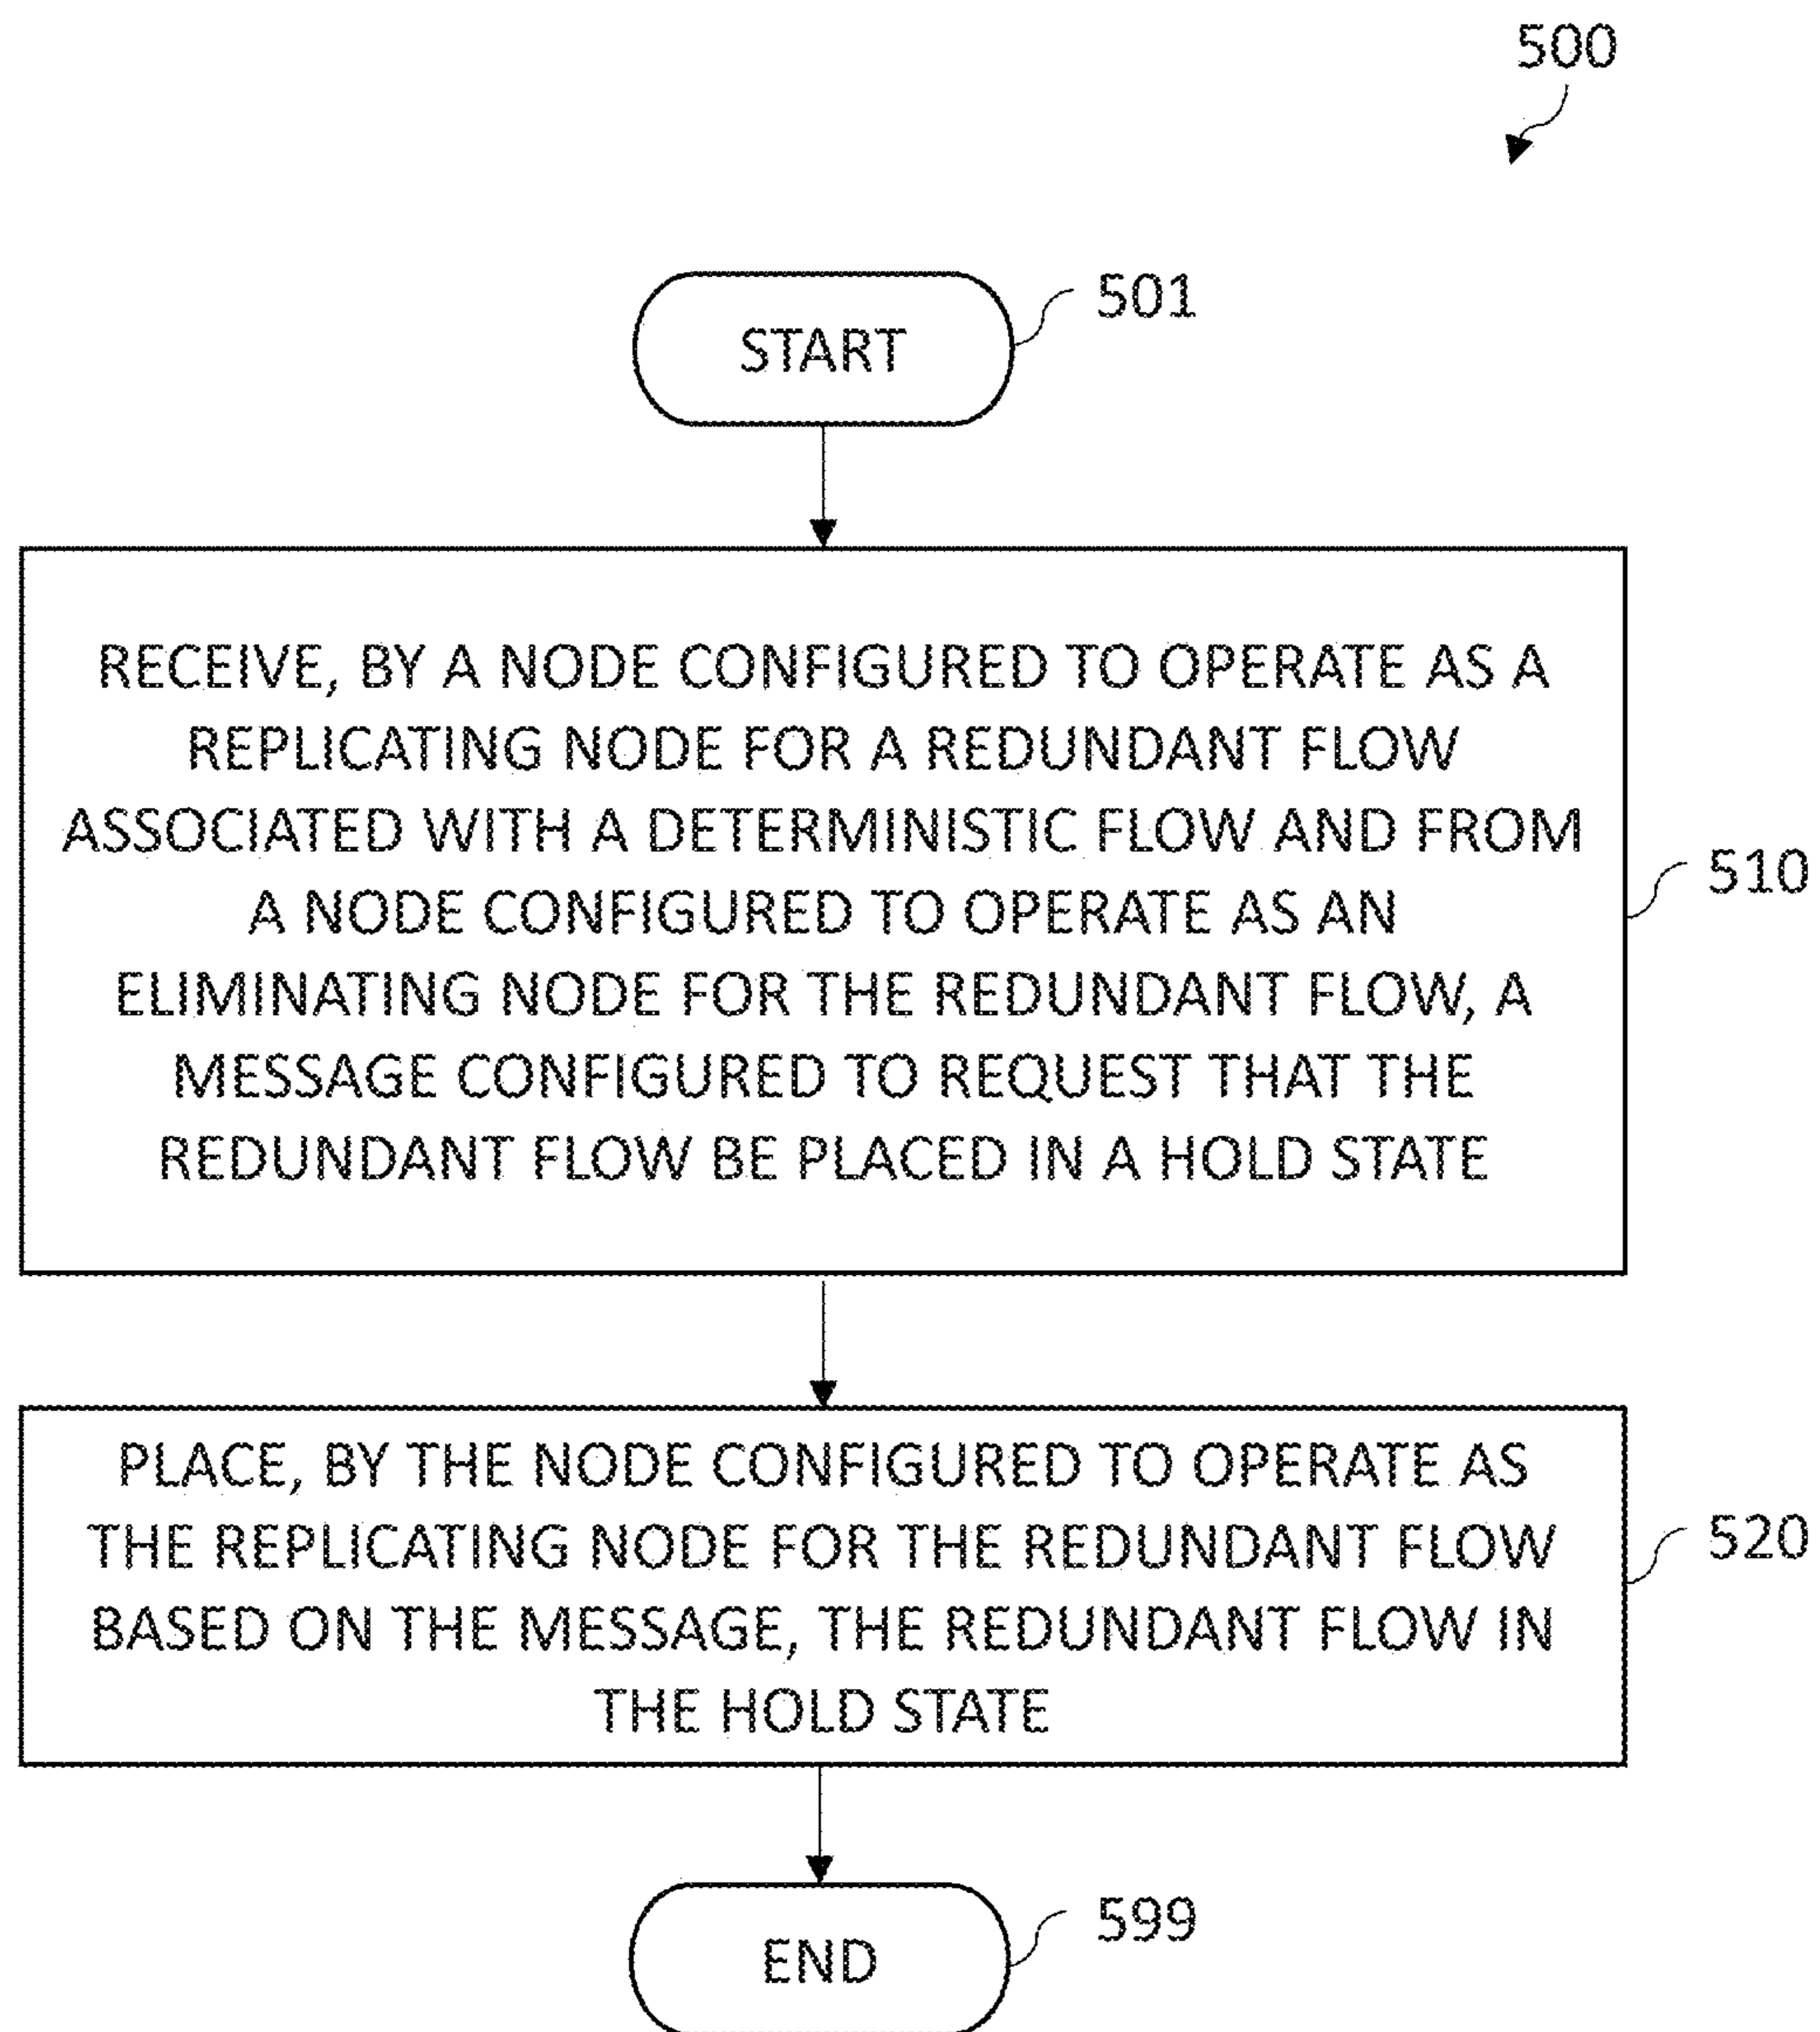 500
START
501
RECEIVE, BY A NODE CONFIGURED TO OPERATE AS A
REPLICATING NODE FOR A REDUNDANT FLOW
ASSOCIATED WITH A DETERMINISTIC FLOW AND FROM
A NODE CONFIGURED TO OPERATE AS AN
ELIMINATING NODE FOR THE REDUNDANT FLOW, A
MESSAGE CONFIGURED TO REQUEST THAT THE
REDUNDANT FLOW BE PLACED IN A HOLD STATE
510
PLACE, BY THE NODE CONFIGURED TO OPERATE AS
THE REPLICATING NODE FOR THE REDUNDANT FLOW
BASED ON THE MESSAGE, THE REDUNDANT FLOW IN
THE HOLD STATE
520
END
599